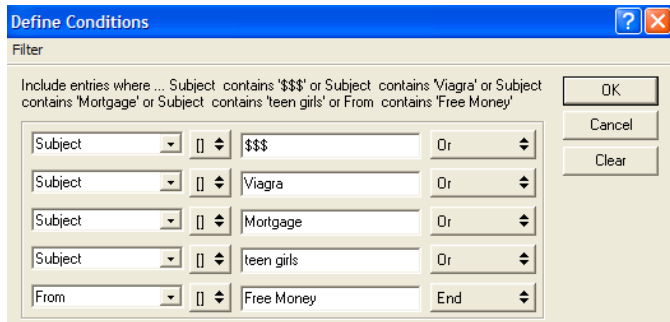 Define Conditions
Filter
Include entries where ... Subject contains '$$$' or Subject contains 'Viagra' or Subject
contains 'Mortgage' or Subject contains 'teen girls' or From contains 'Free Money'
OK
Cancel
Clear
Subject [] $$$ Or
Subject [] Viagra Or
Subject [] Mortgage Or
Subject [] teen girls Or
From [] Free Money End